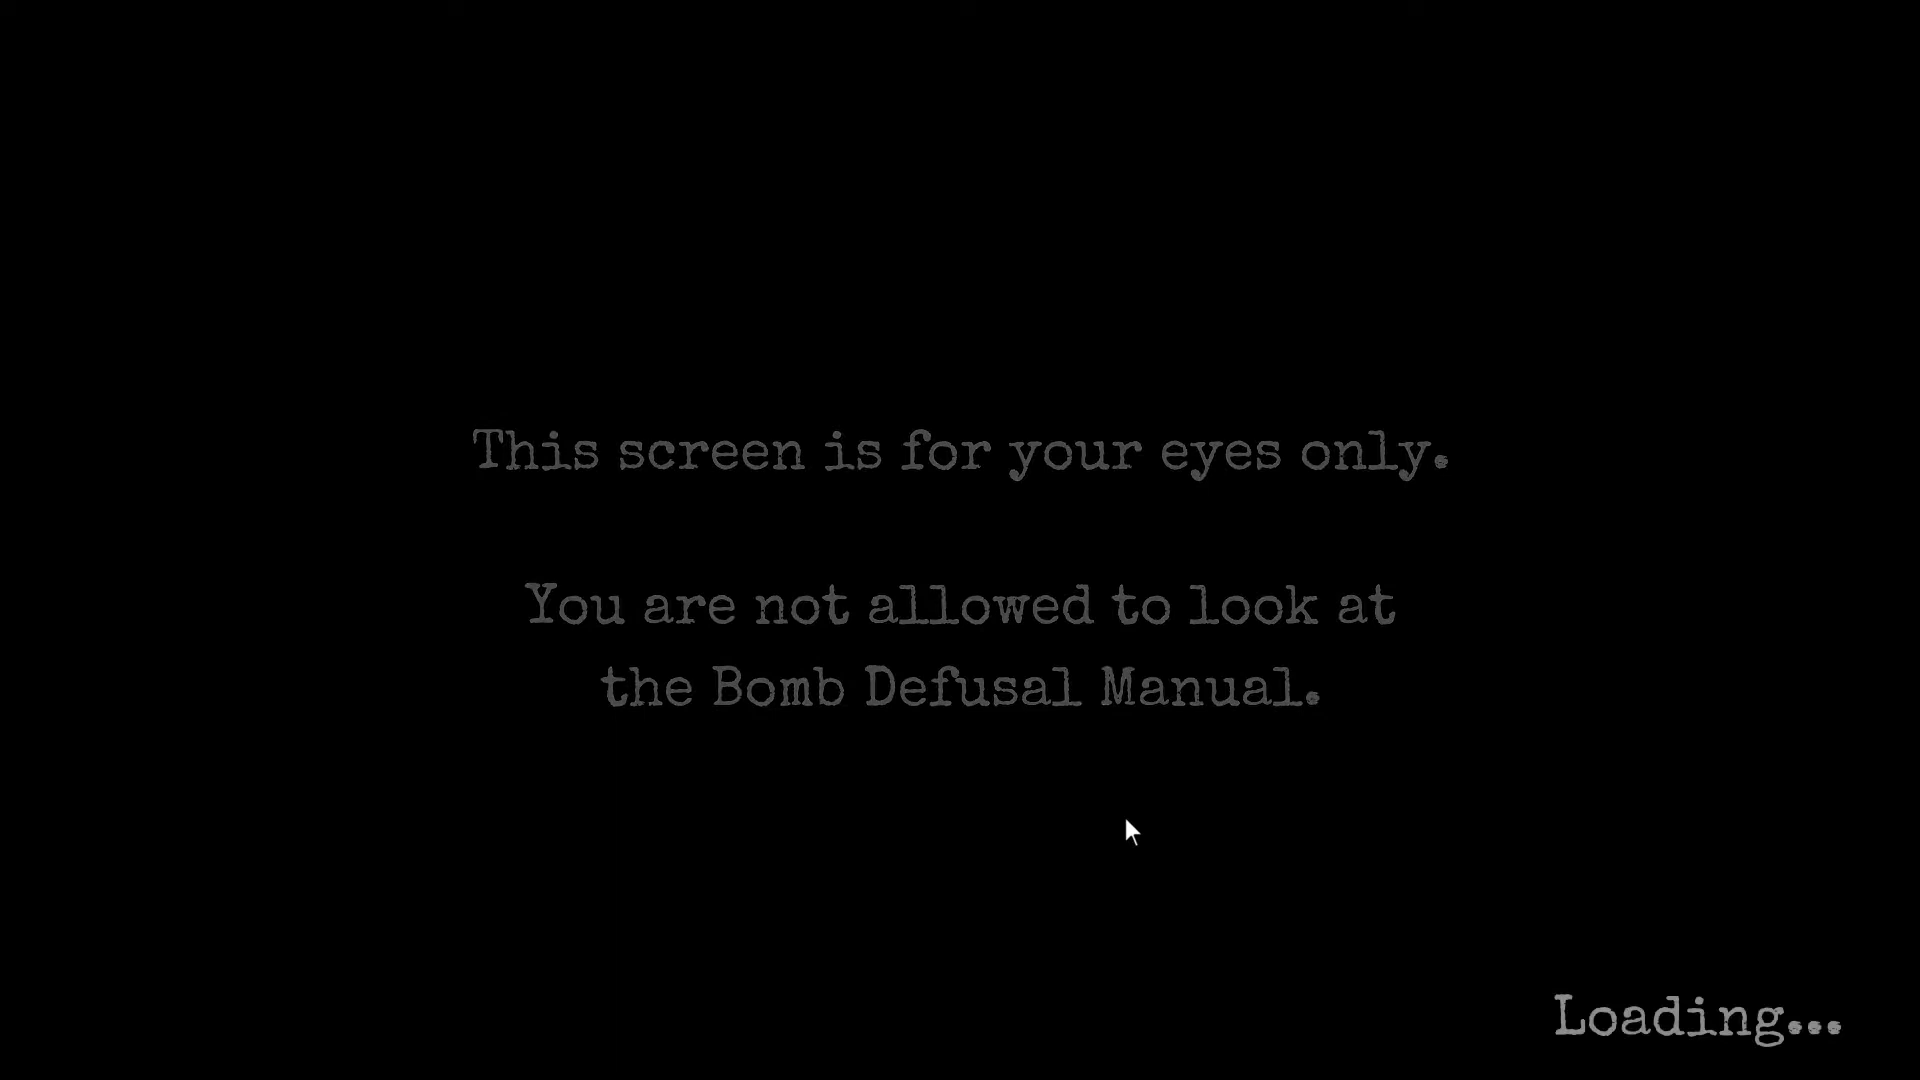 This screen is for your eyes only.
You are not allowed to look at
the Bomb Defusal Manual.
Loading...